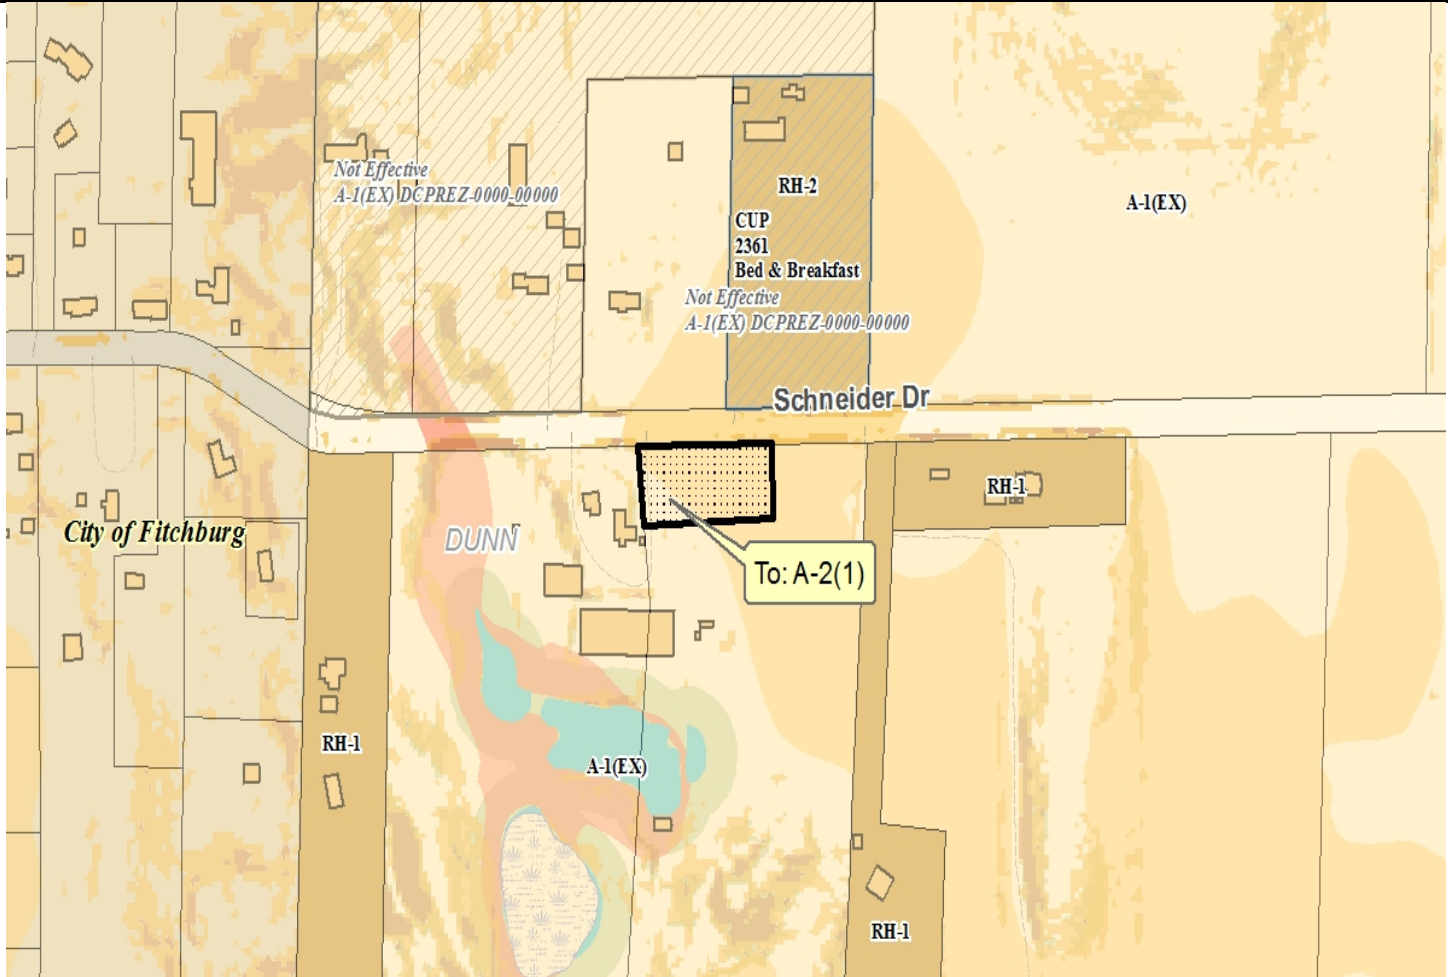 Not Effective
A-1(EX) DCPREZ-0000-00000
RH-2
A-1(EX)
CUP
2361
Bed & Breakfast
Not Effective
A-1(EX) DCPREZ-0000-00000
Schneider Dr
RH-1
City of Fitchburg
DUNN
To: A-2(1)
RH-1
A-1(EX)
RH-1